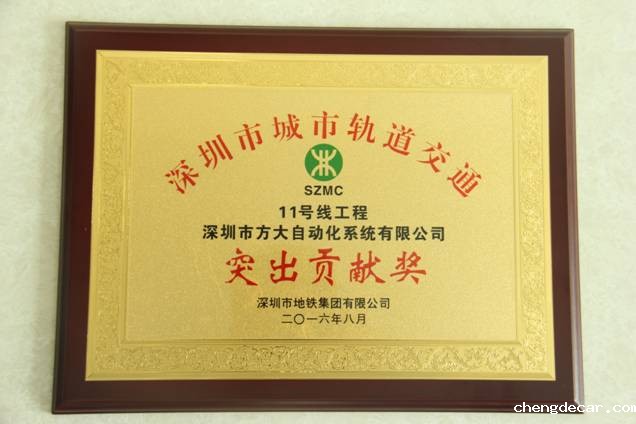 深圳市城市轨道交通
SZMC
11号线工程
深圳市方大自动化系统有限公司
突出贡献奖
深圳市地铁集团有限公司
二〇一六年八月
chengdecar.com